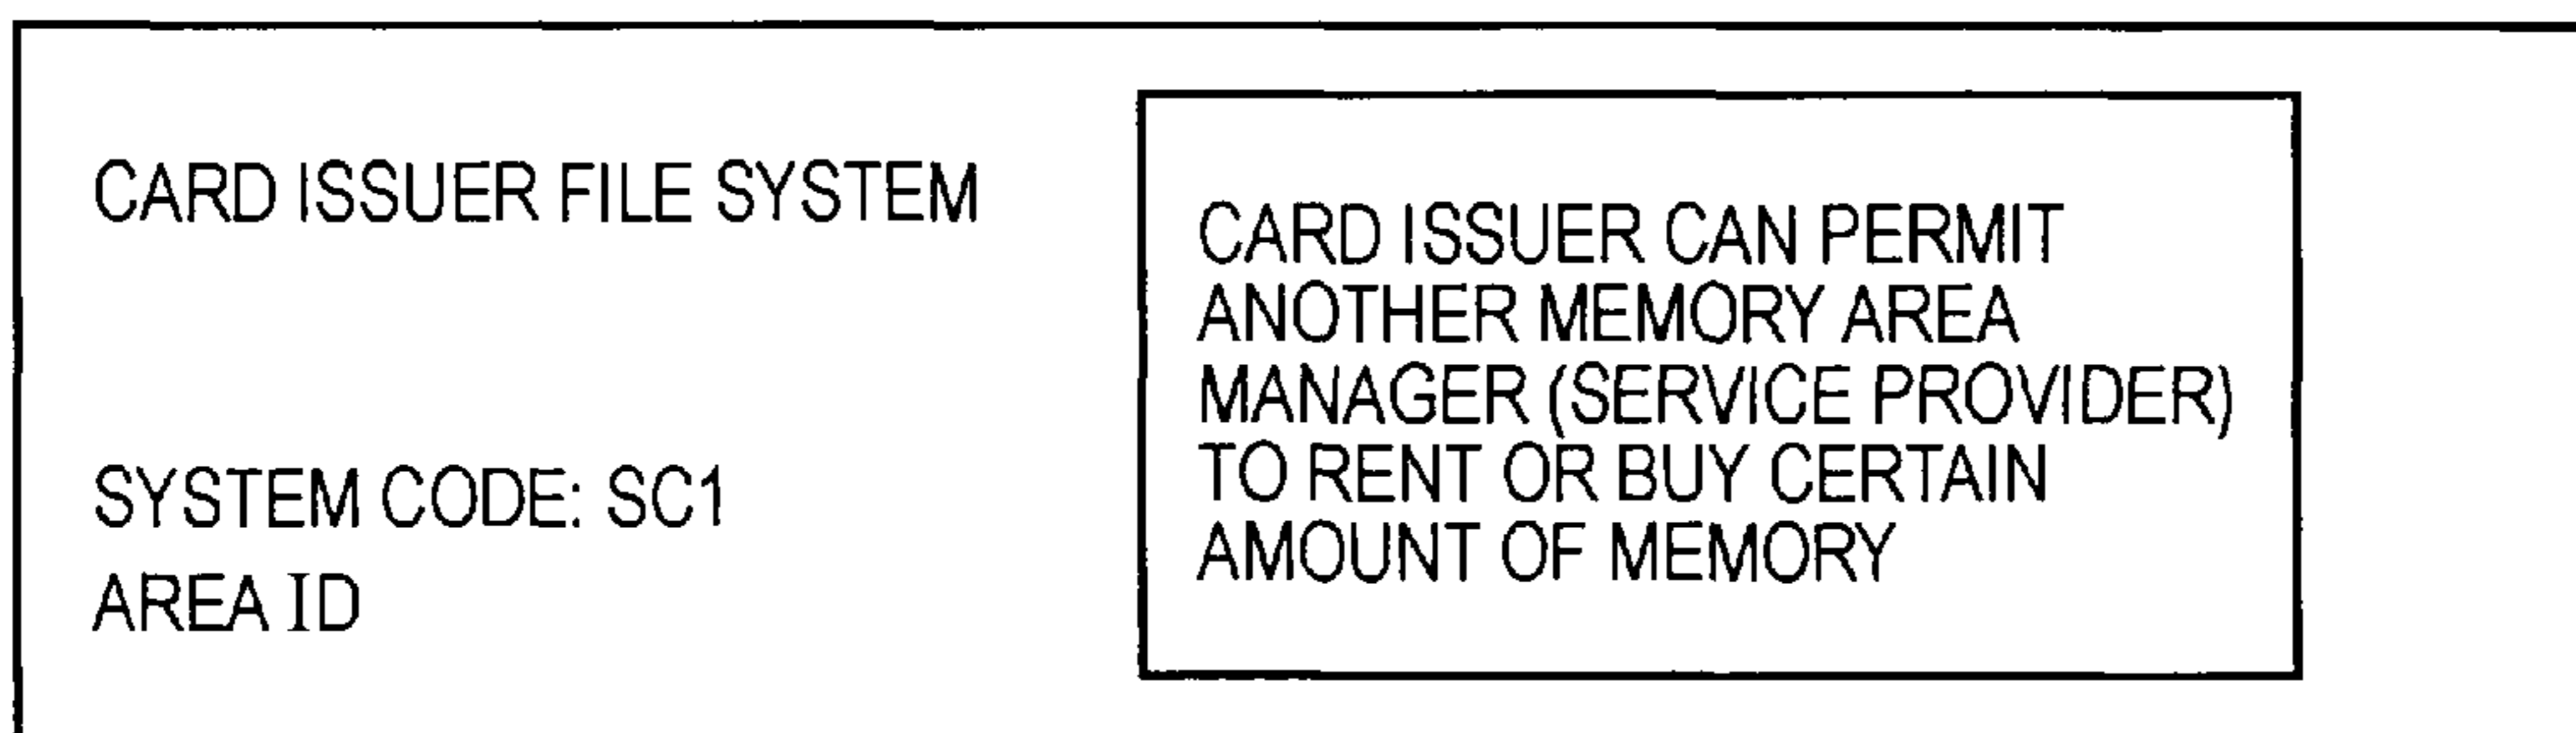 CARD ISSUER FILE SYSTEM
SYSTEM CODE: SC1
AREA ID
CARD ISSUER CAN PERMIT
ANOTHER MEMORY AREA
MANAGER (SERVICE PROVIDER)
TO RENT OR BUY CERTAIN
AMOUNT OF MEMORY